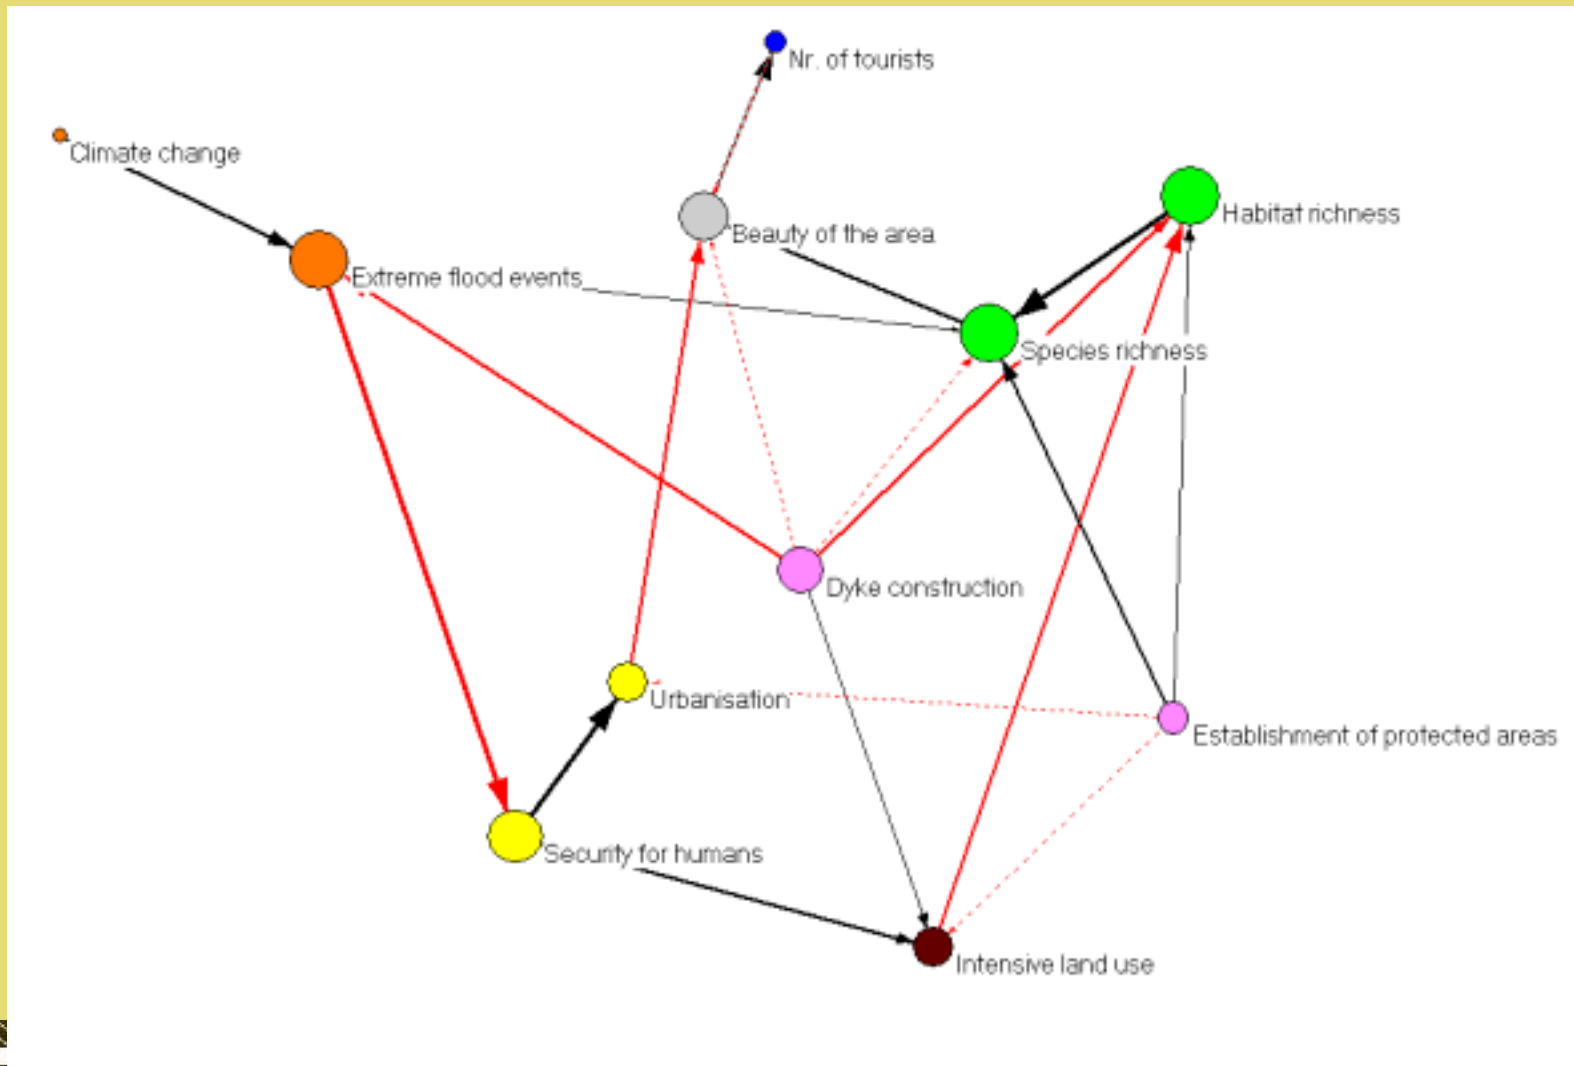 Nr. of tourists
Climate change
Habitat richness
Beauty of the area
Extreme flood events
Species richness
Dyke construction
Urbanisation
Establishment of protected areas
Security for humans
Intensive land use